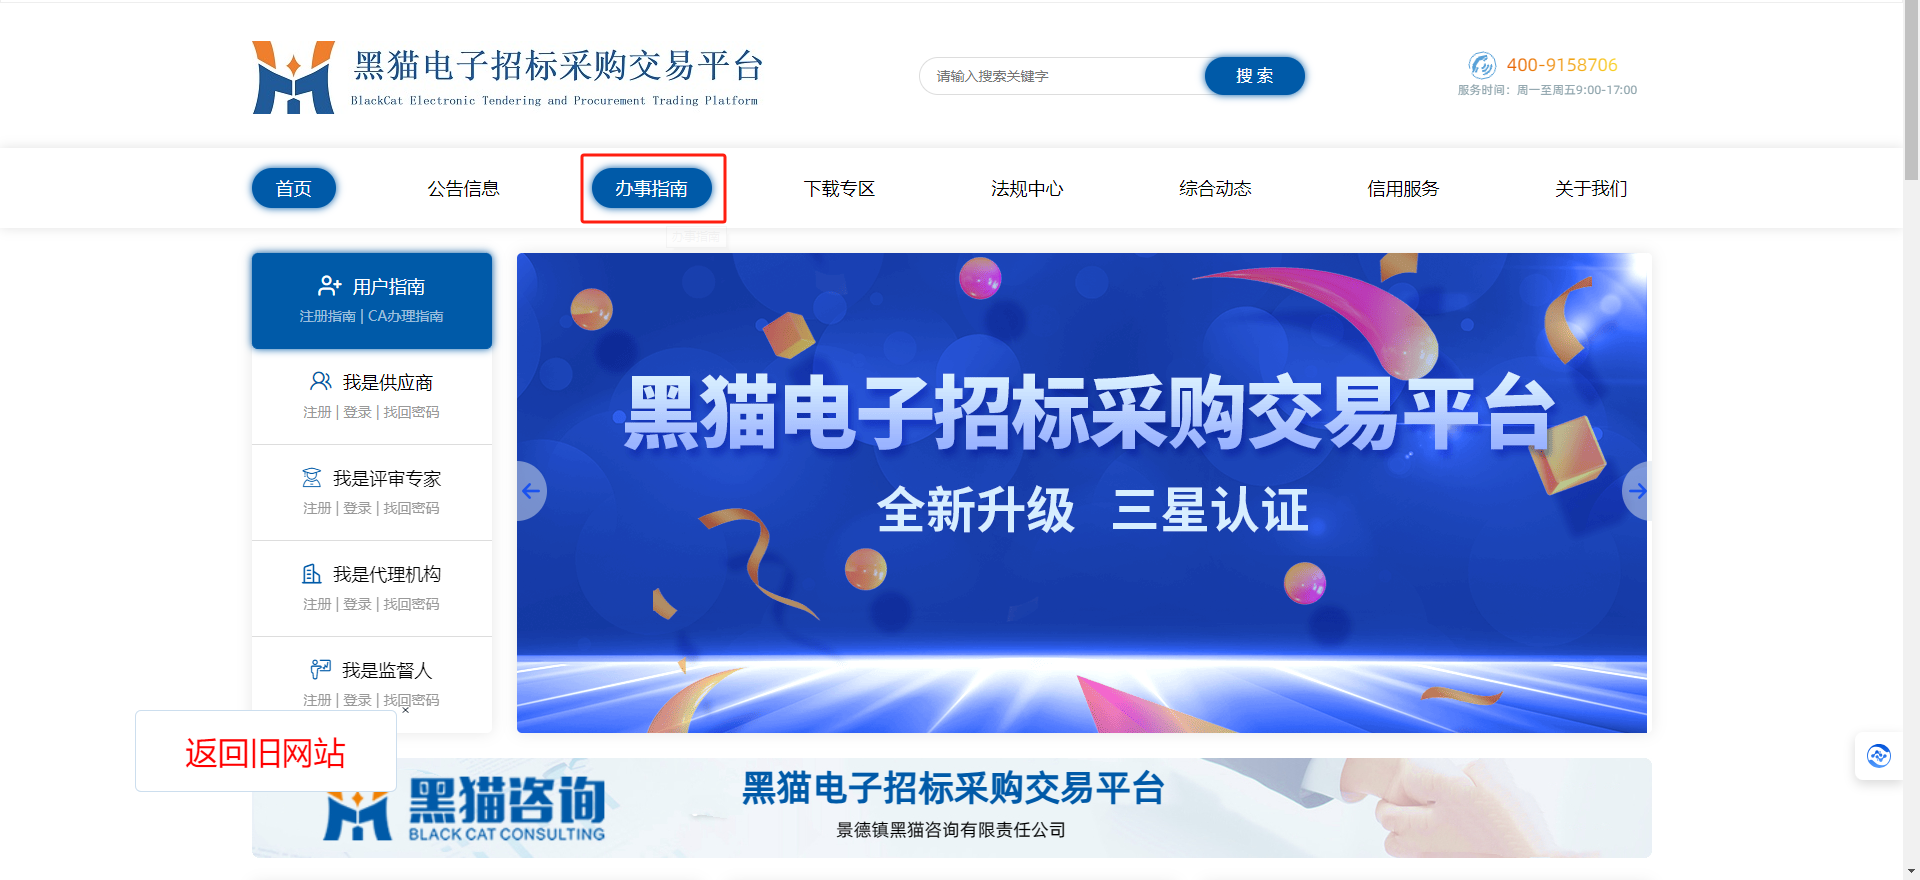 黑猫电子招标采购交易平台
BlackCat Electronic Tendering and Procurement Trading Platform
请输入搜索关键字
搜 索
400-9158706
服务时间：周一至周五9:00-17:00
首页
公告信息
办事指南
下载专区
法规中心
综合动态
信用服务
关于我们
办事指南
用户指南
注册指南 | CA办理指南
我是供应商
注册 | 登录 | 找回密码
我是评审专家
注册 | 登录 | 找回密码
我是代理机构
注册 | 登录 | 找回密码
我是监督人
注册 | 登录 | 找回密码
×
返回旧网站
黑猫电子招标采购交易平台
全新升级 三星认证
黑猫咨询
BLACK CAT CONSULTING
黑猫电子招标采购交易平台
景德镇黑猫咨询有限责任公司